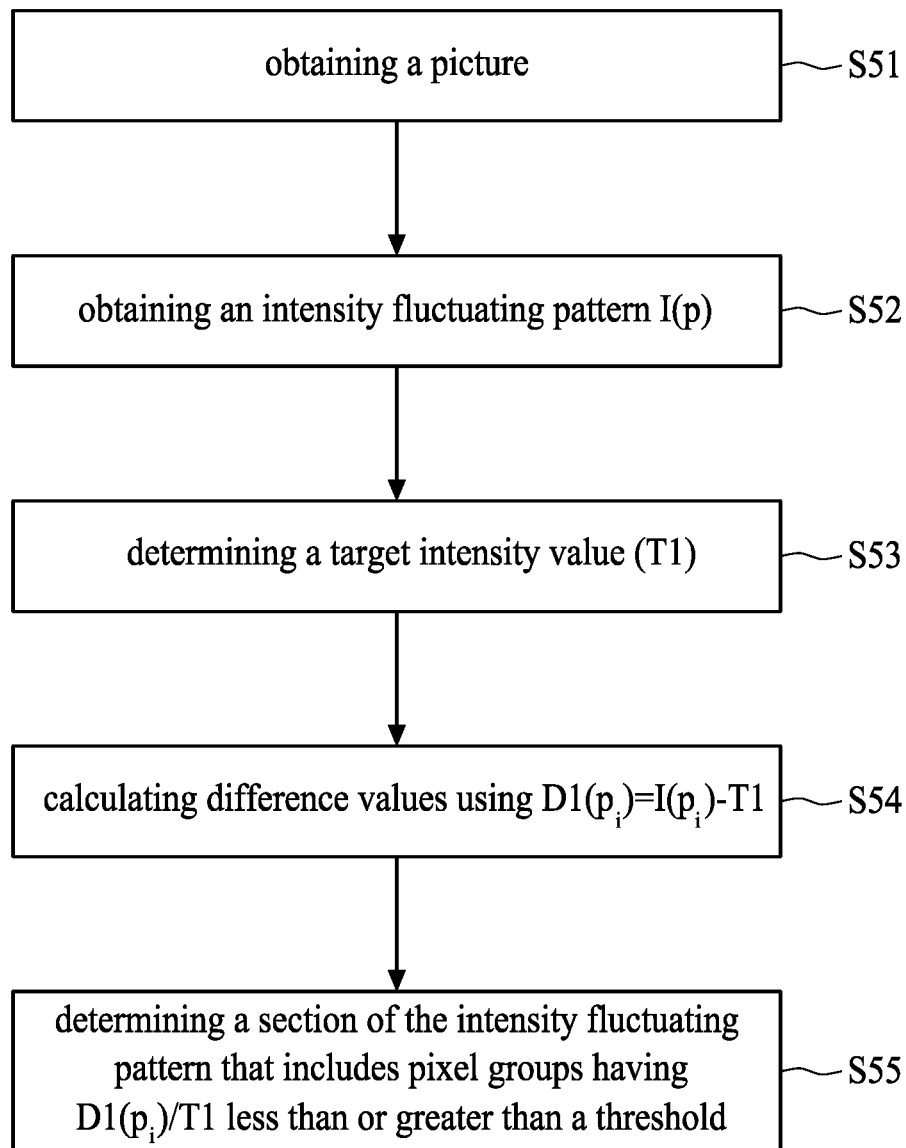 obtaining a picture
S51
obtaining an intensity fluctuating pattern I(p)
S52
determining a target intensity value (T1)
S53
calculating difference values using D1(pᵢ)=I(pᵢ)-T1
S54
determining a section of the intensity fluctuating
pattern that includes pixel groups having
D1(pᵢ)/T1 less than or greater than a threshold
S55